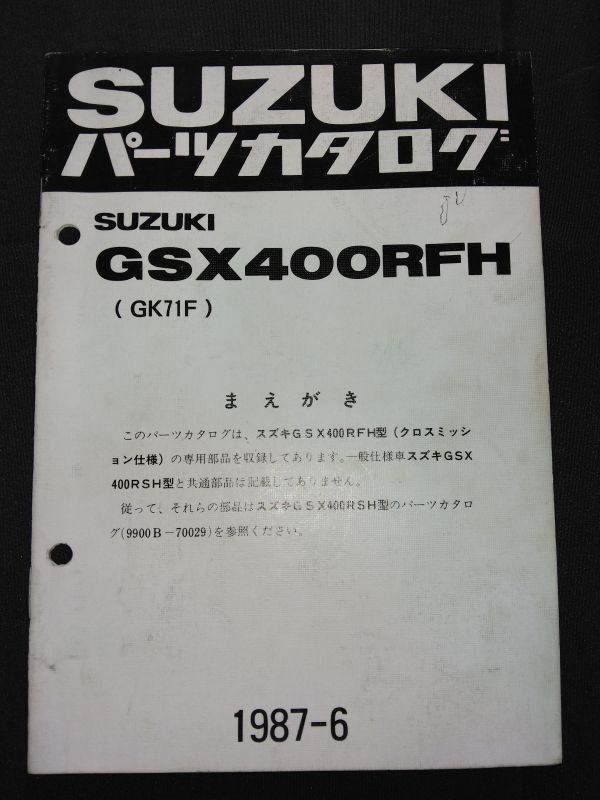 SUZUKI
パーツカタログ
SUZUKI
GSX400RFH
( GK71F )
まえがき
このパーツカタログは、スズキGSX400RFH型(クロスミッシ
ョン仕様)の専用部品を収録してあります。一般仕様車スズキGSX
400RSH型と共通部品は記載してありません。
従って、それらの部品はスズキGSX400RSH型のパーツカタロ
グ(9900B-70029)を参照ください。
1987-6